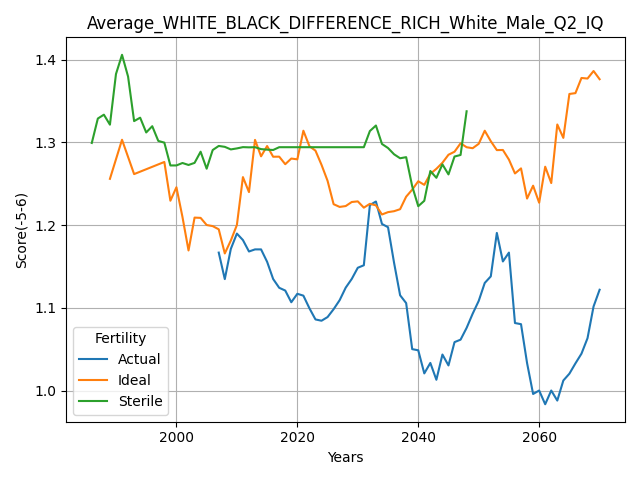 Average_WHITE_BLACK_DIFFERENCE_RICH_White_Male_Q2_IQ
1.4
1.3
1.2
1.1
1.0
Score(-5-6)
Fertility
Actual
Ideal
Sterile
2000 2020 2040 2060
Years